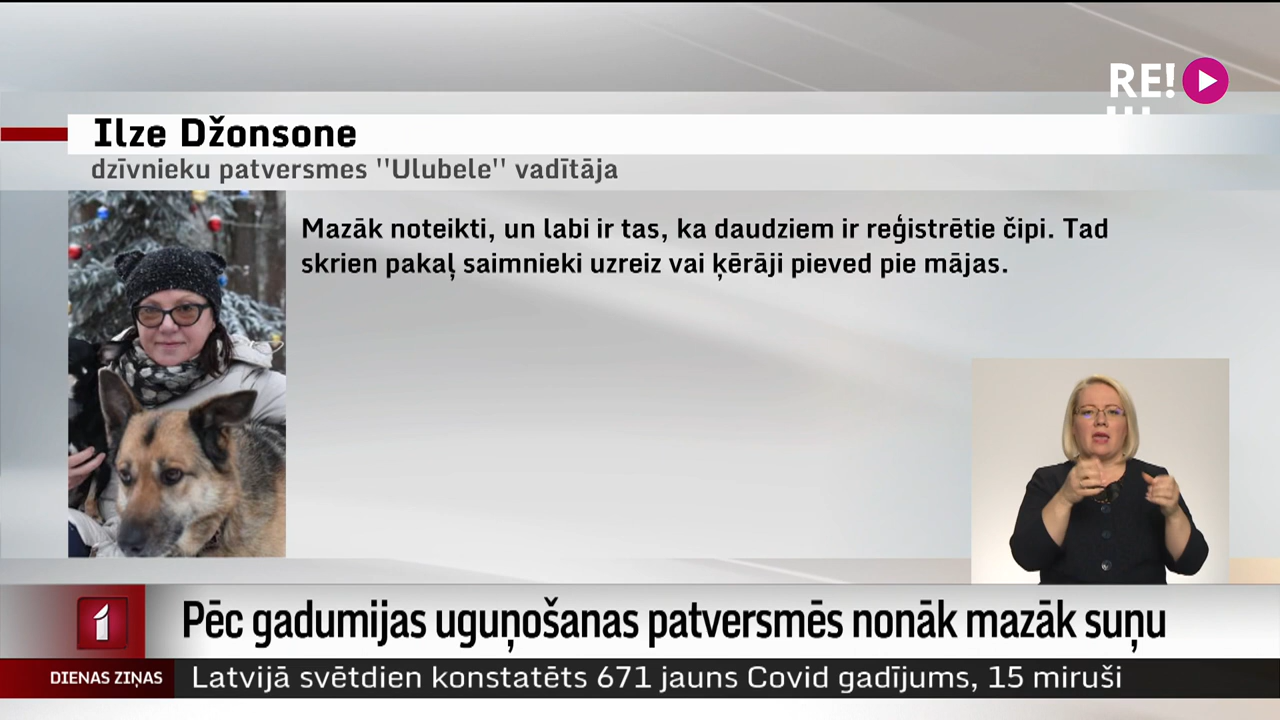 RE!
Ilze Džonsone
dzīvnieku patversmes "Ulubele" vadītāja
Mazāk noteikti, un labi ir tas, ka daudziem ir reģistrētie čipi. Tad
skrien pakaļ saimnieki uzreiz vai ķērāji pieved pie mājas.
1
Pēc gadumijas uguņošanas patversmēs nonāk mazāk suņu
DIENAS ZIŅAS
Latvijā svētdien konstatēts 671 jauns Covid gadījums, 15 miruši